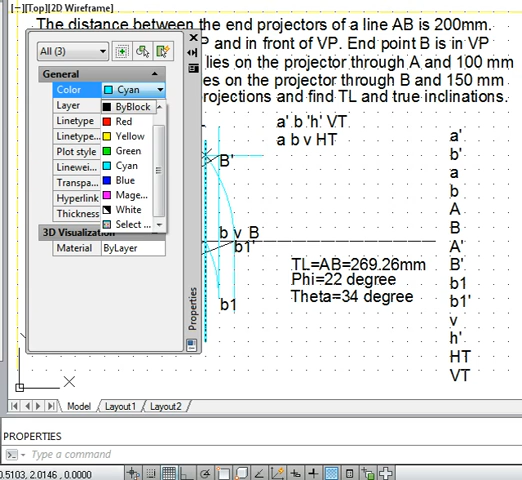 [−][Top][2D Wireframe]
The distance between the end projectors of a line AB is 200mm.
P and in front of VP. End point B is in VP
lies on the projector through A and 100 mm
es on the projector through B and 150 mm
rojections and find TL and true inclinations.
All (3)
General
Color Cyan
Layer ByBlock
Linetype Red
Linetype... Yellow
Plot style Green
Linewei... Cyan
Transpa... Blue
Hyperlink Mage...
Thickness White
Select ...
3D Visualization
Material ByLayer
Properties
a' b 'h' VT
a b v HT
B'
b v B
b1'
b1
TL=AB=269.26mm
Phi=22 degree
Theta=34 degree
a'
b'
a
b
A
B
A'
B'
b1
b1'
v
h'
HT
VT
Y
X
Model Layout1 Layout2
PROPERTIES
Type a command
0.5103, 2.0146 , 0.0000